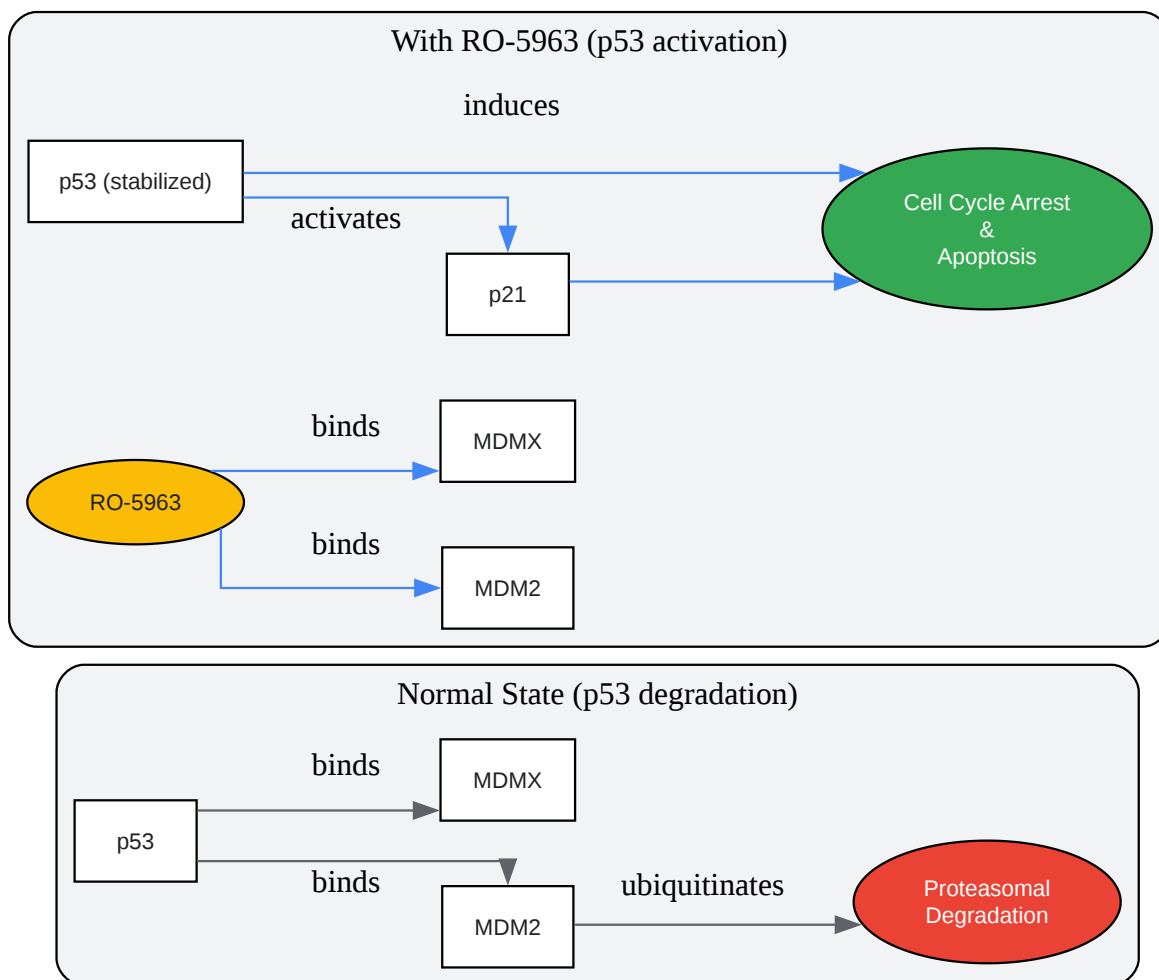 With RO-5963 (p53 activation)
induces
p53 (stabilized)
activates
Cell Cycle Arrest
&
Apoptosis
p21
binds
MDMX
RO-5963
binds
MDM2
Normal State (p53 degradation)
binds
MDMX
p53
binds
MDM2
ubiquitinates
Proteasomal
Degradation